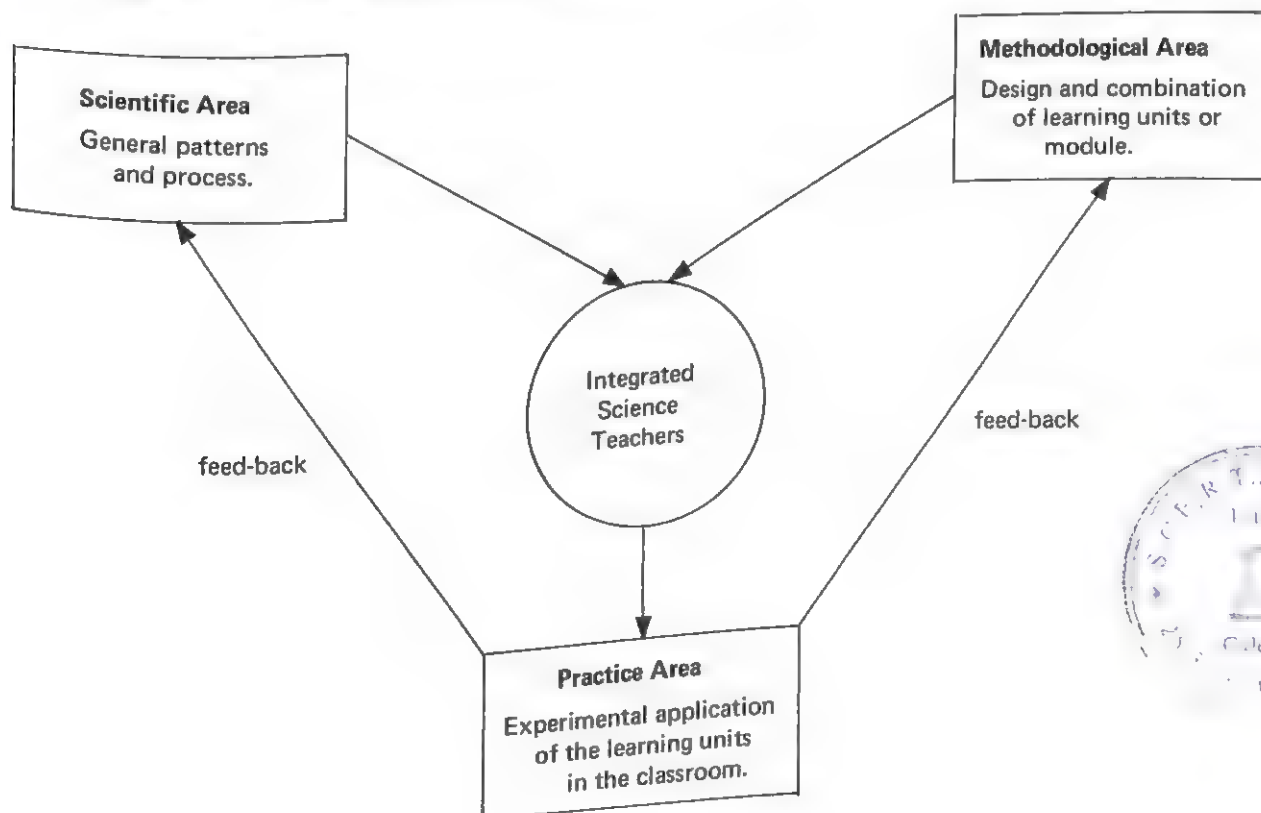 Scientific Area
General patterns
and process.
Methodological Area
Design and combination
of learning units or
module.
Integrated
Science
Teachers
feed-back
feed-back
Practice Area
Experimental application
of the learning units
in the classroom.